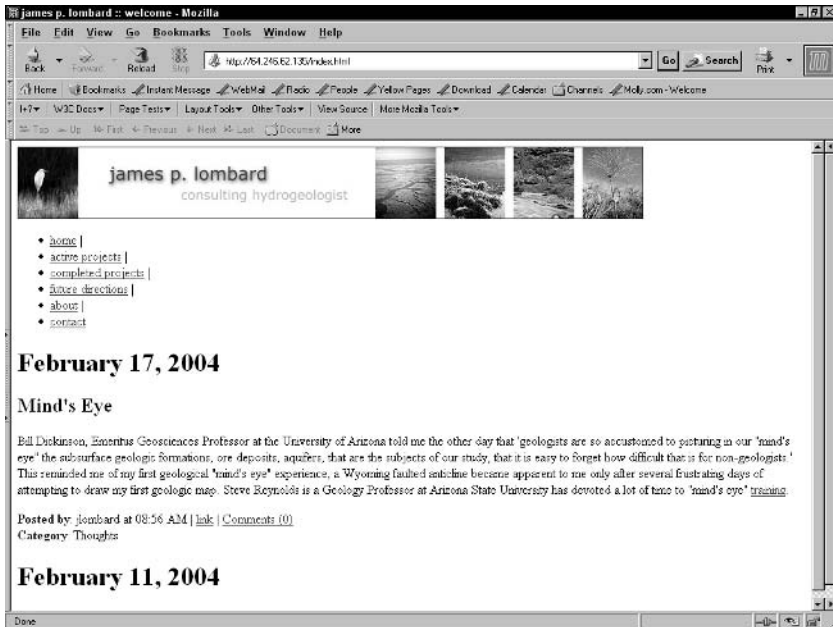 james p. lombard :: welcome - Mozilla
File Edit View Go Bookmarks Tools Window Help
Back Forward Reload Stop http://64.246.62.135/index.html Go Search Print
Home Bookmarks Instant Message WebMail Radio People Yellow Pages Download Calendar Channels Molly.com - Welcome
I+? W3C Docs Page Tests Layout Tools Other Tools View Source More Mozilla Tools
Top Up First Previous Next Last Document More
james p. lombard
consulting hydrogeologist
home |
active projects |
completed projects |
future directions |
about |
contact
February 17, 2004
Mind's Eye
Bill Dickinson, Emeritus Geosciences Professor at the University of Arizona told me the other day that 'geologists are so accustomed to picturing in our "mind's
eye" the subsurface geologic formations, ore deposits, aquifers, that are the subjects of our study, that it is easy to forget how difficult that is for non-geologists.'
This reminded me of my first geological "mind's eye" experience, a Wyoming faulted anticline became apparent to me only after several frustrating days of
attempting to draw my first geologic map. Steve Reynolds is a Geology Professor at Arizona State University has devoted a lot of time to "mind's eye" training.
Posted by: jlombard at 08:56 AM | link | Comments (0)
Category: Thoughts
February 11, 2004
Done